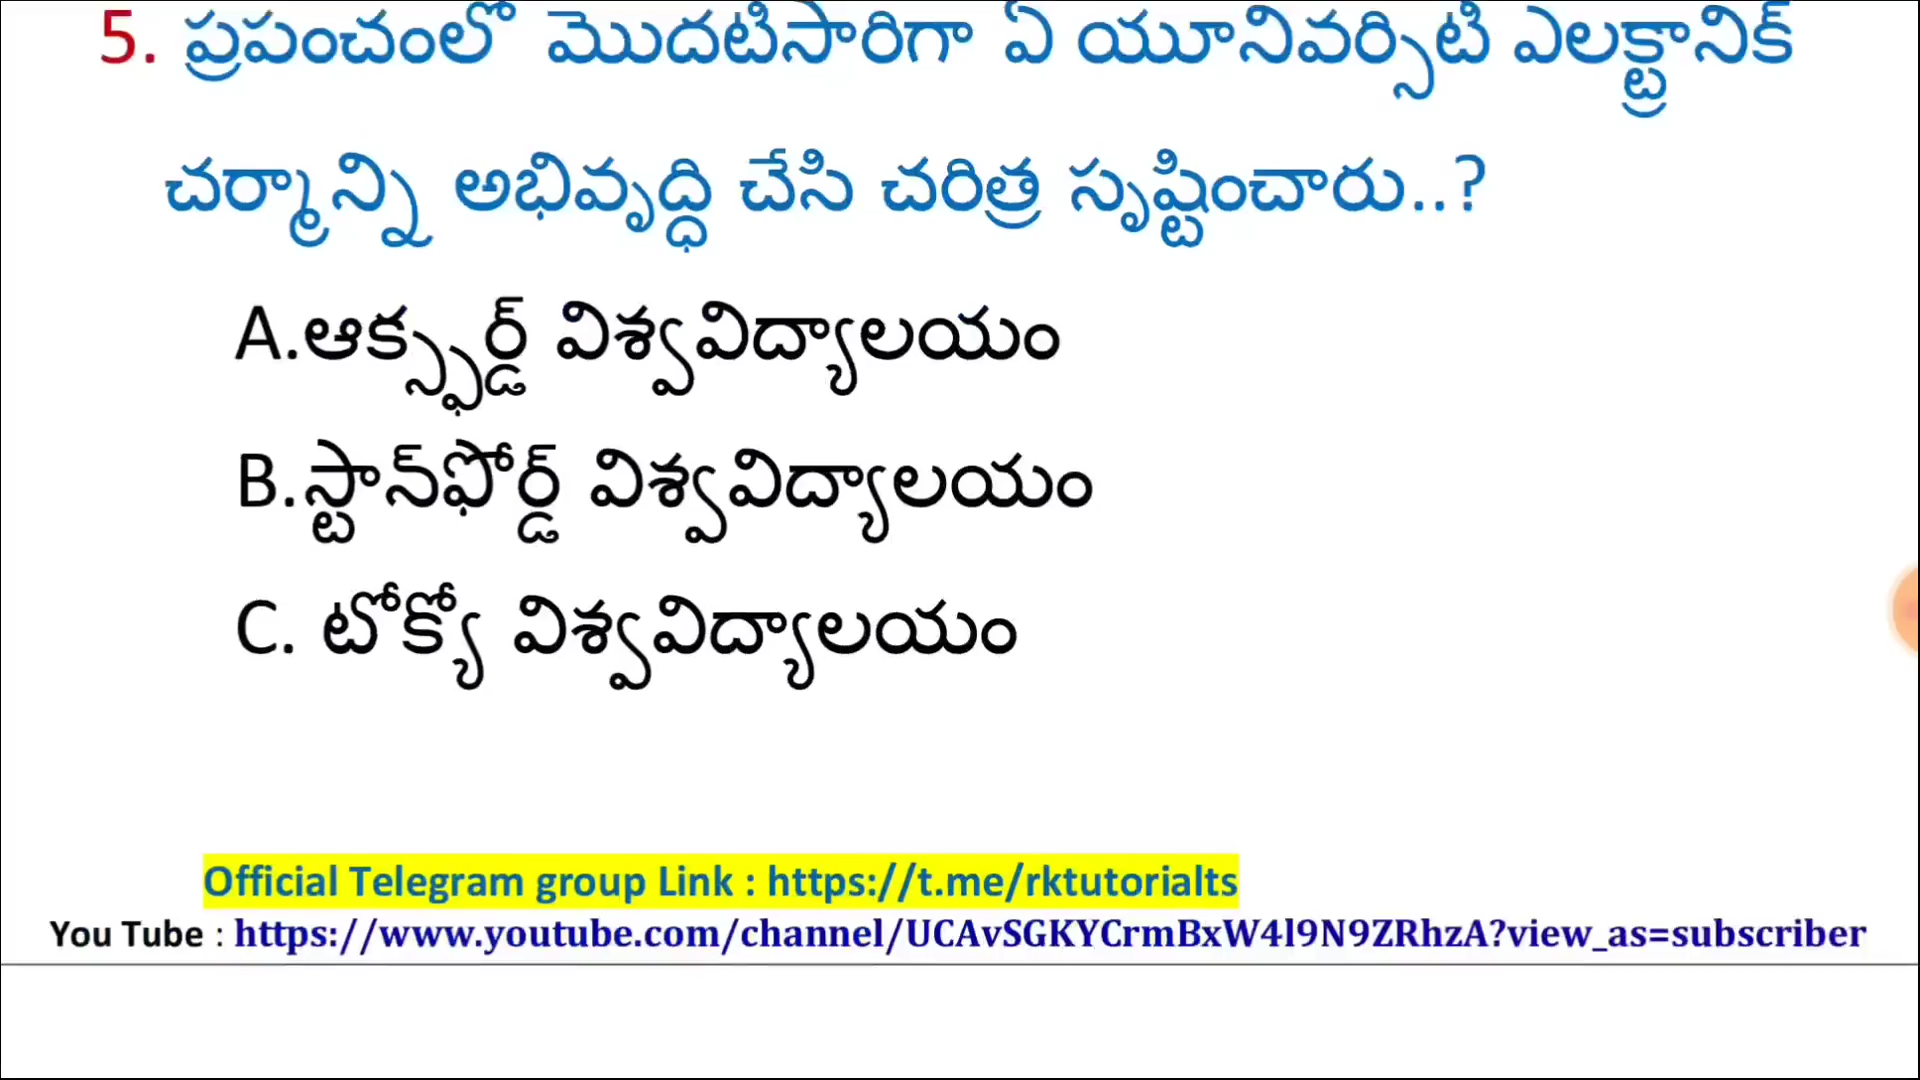 5. ప్రపంచంలో మొదటిసారిగా ఏ యూనివర్సిటి ఎలక్ట్రానిక్
చర్మాన్ని అభివృద్ధి చేసి చరిత్ర సృష్టించారు..?
A.ఆక్స్ఫర్డ్ విశ్వవిద్యాలయం
B.స్టాన్‌ఫోర్డ్ విశ్వవిద్యాలయం
C. టోక్యో విశ్వవిద్యాలయం
Official Telegram group Link : https://t.me/rktutorialts
You Tube : https://www.youtube.com/channel/UCAvSGKYCrmBxW4l9N9ZRhzA?view_as=subscriber